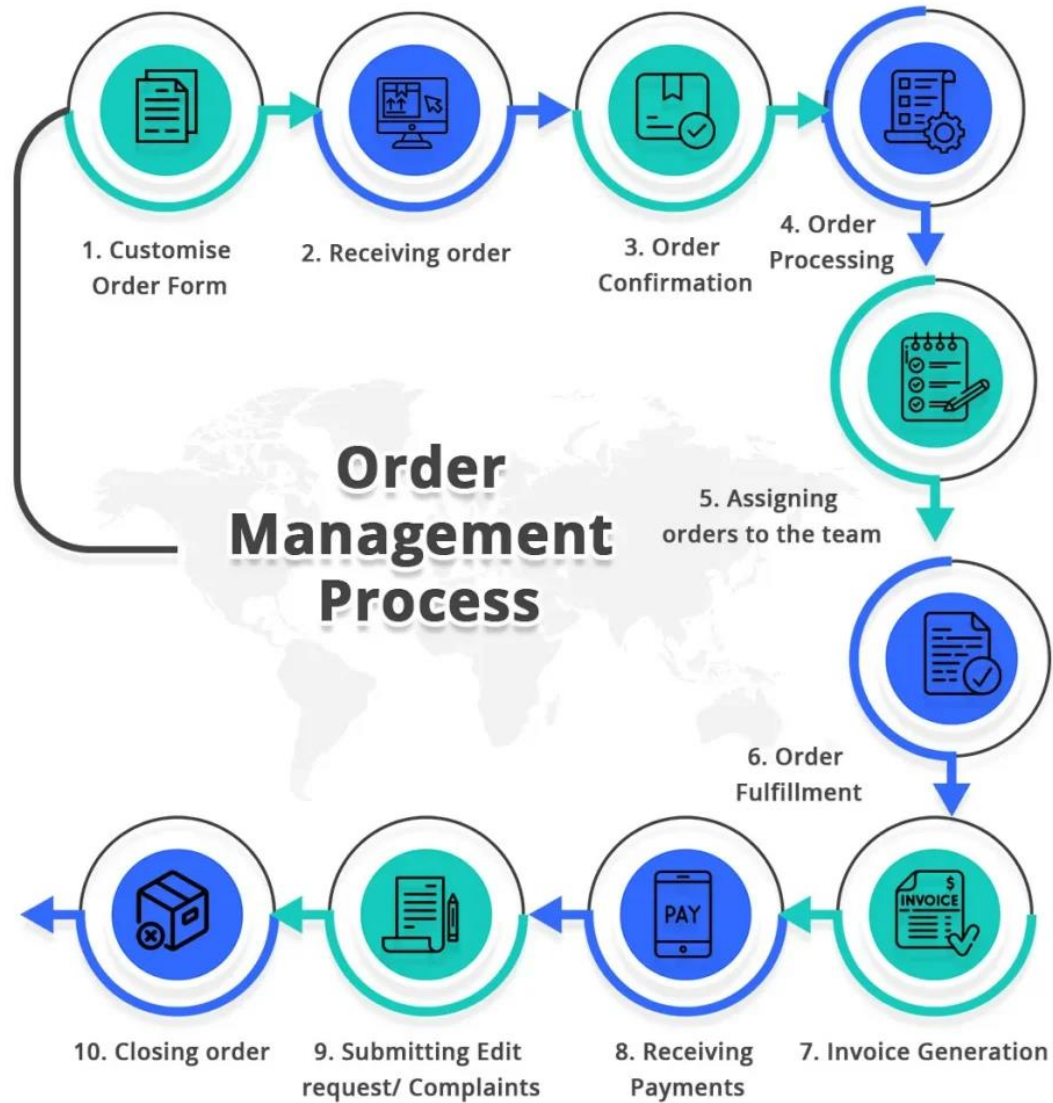 1. Customise
Order Form
2. Receiving order
3. Order
Confirmation
4. Order
Processing
Order
Management
Process
5. Assigning
orders to the team
6. Order
Fulfillment
$
INVOICE
7. Invoice Generation
PAY
8. Receiving
Payments
9. Submitting Edit
request/ Complaints
10. Closing order